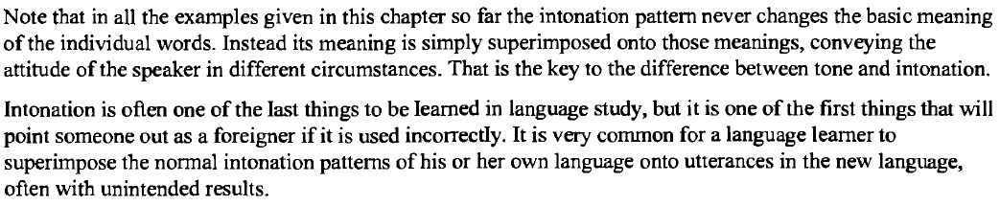 Note that in all the examples given in this chapter so far the intonation pattern never changes the basic meaning
of the individual words. Instead its meaning is simply superimposed onto those meanings, conveying the
attitude of the speaker in different circumstances. That is the key to the difference between tone and intonation.
Intonation is often one of the last things to be learned in language study, but it is one of the first things that will
point someone out as a foreigner if it is used incorrectly. It is very common for a language learner to
superimpose the normal intonation patterns of his or her own language onto utterances in the new language,
often with unintended results.